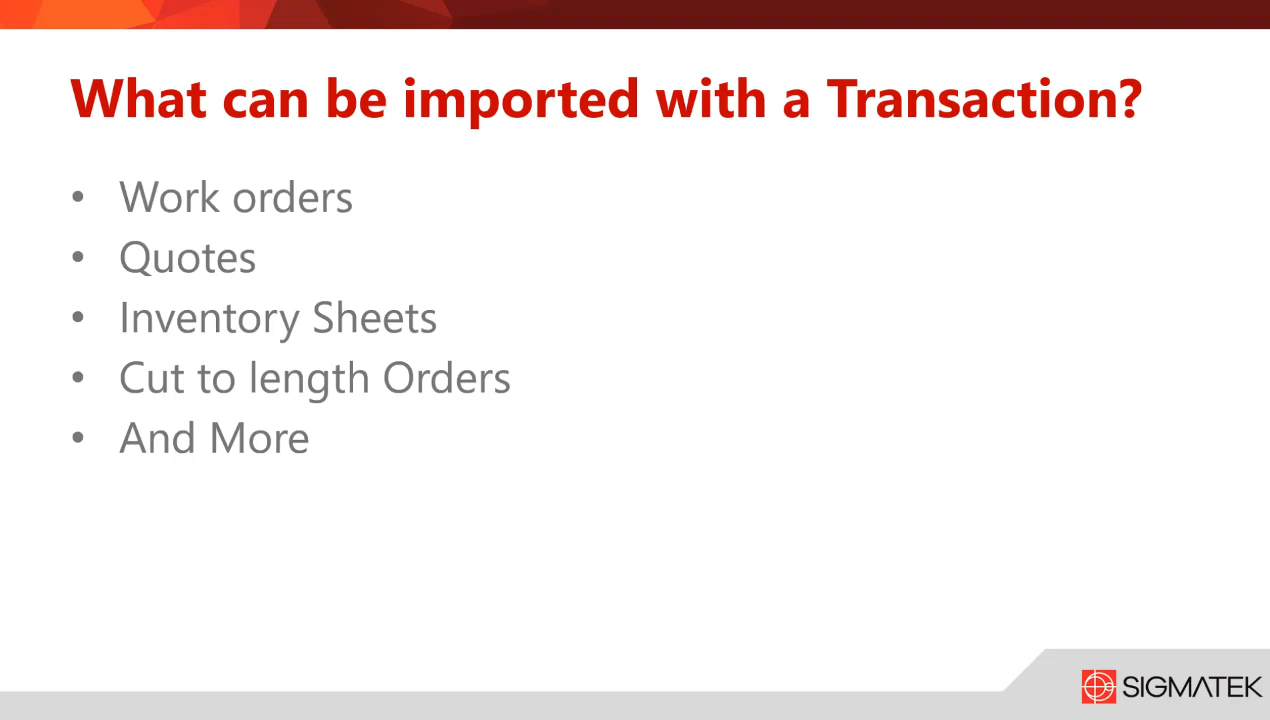 What can be imported with a Transaction?
• Work orders
• Quotes
• Inventory Sheets
• Cut to length Orders
• And More
SIGMATEK